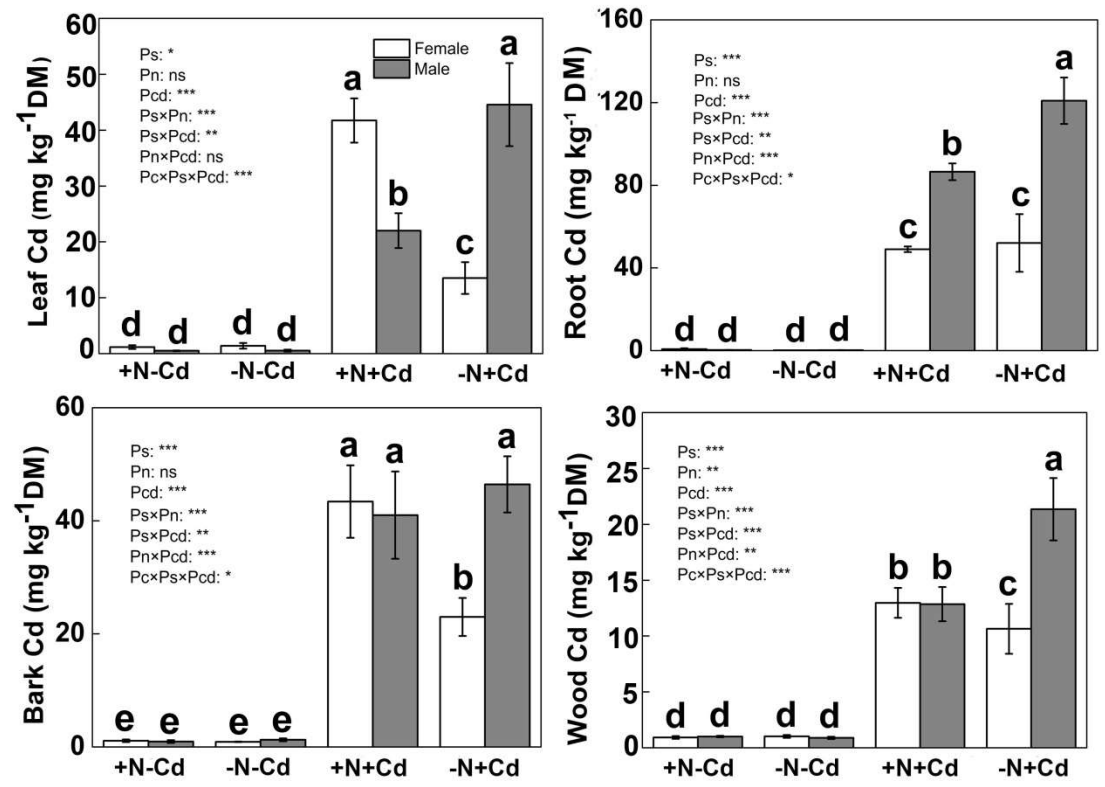 Leaf Cd (mg kg-1DM)
60
50
40
30
20
10
0
Ps: *
Pn: ns
Pcd: ***
Ps×Pn: ***
Ps×Pcd: **
Pn×Pcd: ns
Pc×Ps×Pcd: ***
Female
Male
d d d d a b c a
+N-Cd -N-Cd +N+Cd -N+Cd
Root Cd (mg kg-1 DM)
160
120
80
40
0
Ps: ***
Pn: ns
Pcd: ***
Ps×Pn: ***
Ps×Pcd: **
Pn×Pcd: ***
Pc×Ps×Pcd: *
d d d d c b c a
+N-Cd -N-Cd +N+Cd -N+Cd
Bark Cd (mg kg-1DM)
60
40
20
0
Ps: ***
Pn: ns
Pcd: ***
Ps×Pn: ***
Ps×Pcd: **
Pn×Pcd: ***
Pc×Ps×Pcd: *
e e e e a a b a
+N-Cd -N-Cd +N+Cd -N+Cd
Wood Cd (mg kg-1DM)
30
25
20
15
10
5
0
Ps: ***
Pn: **
Pcd: ***
Ps×Pn: ***
Ps×Pcd: ***
Pn×Pcd: **
Pc×Ps×Pcd: ***
d d d d b b c a
+N-Cd -N-Cd +N+Cd -N+Cd